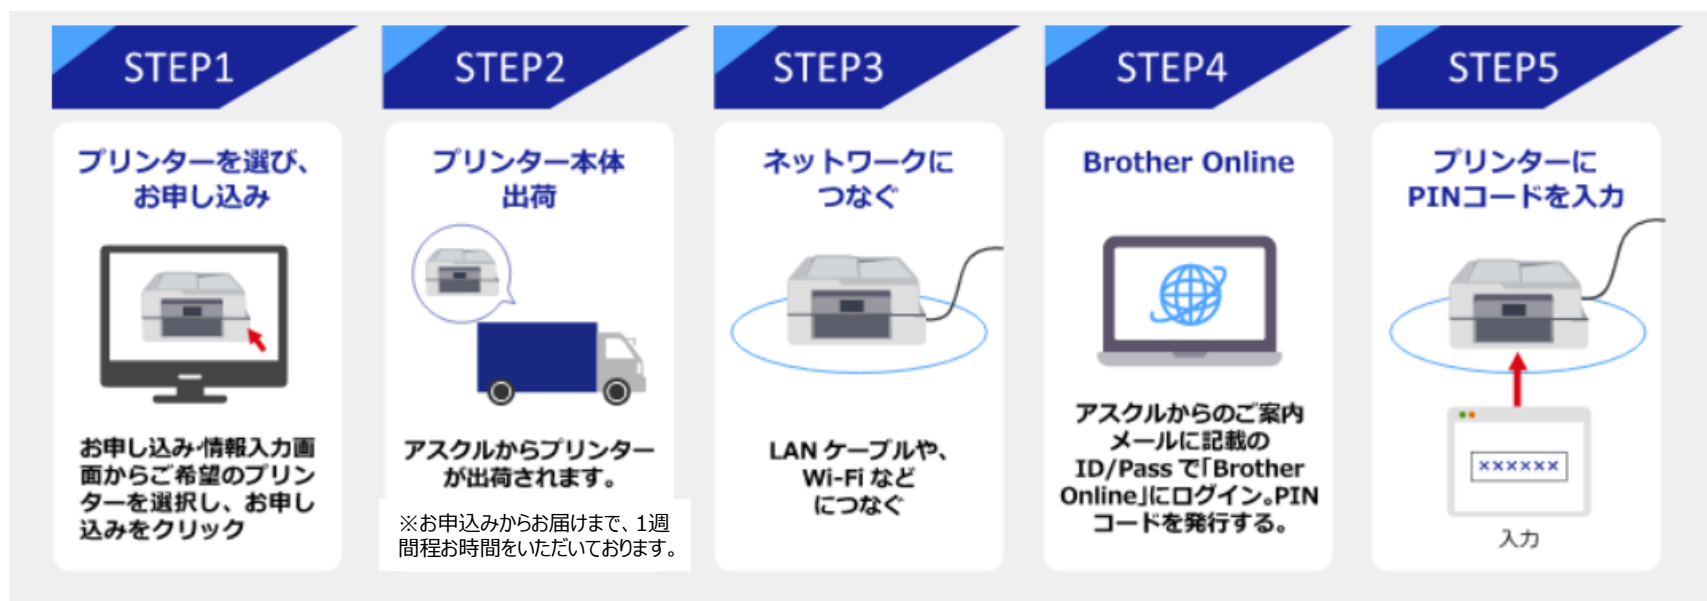 STEP1
プリンターを選び、
お申し込み
お申し込み・情報入力画
面からご希望のプリン
ターを選択し、お申し
込みをクリック
STEP2
プリンター本体
出荷
アスクルからプリンター
が出荷されます。
※お申込みからお届けまで、1週
間程お時間をいただいております。
STEP3
ネットワークに
つなぐ
LAN ケーブルや、
Wi-Fi など
につなぐ
STEP4
Brother Online
アスクルからのご案内
メールに記載の
ID/Pass で「Brother
Online」にログイン。PIN
コードを発行する。
STEP5
プリンターに
PINコードを入力
××××××
入力